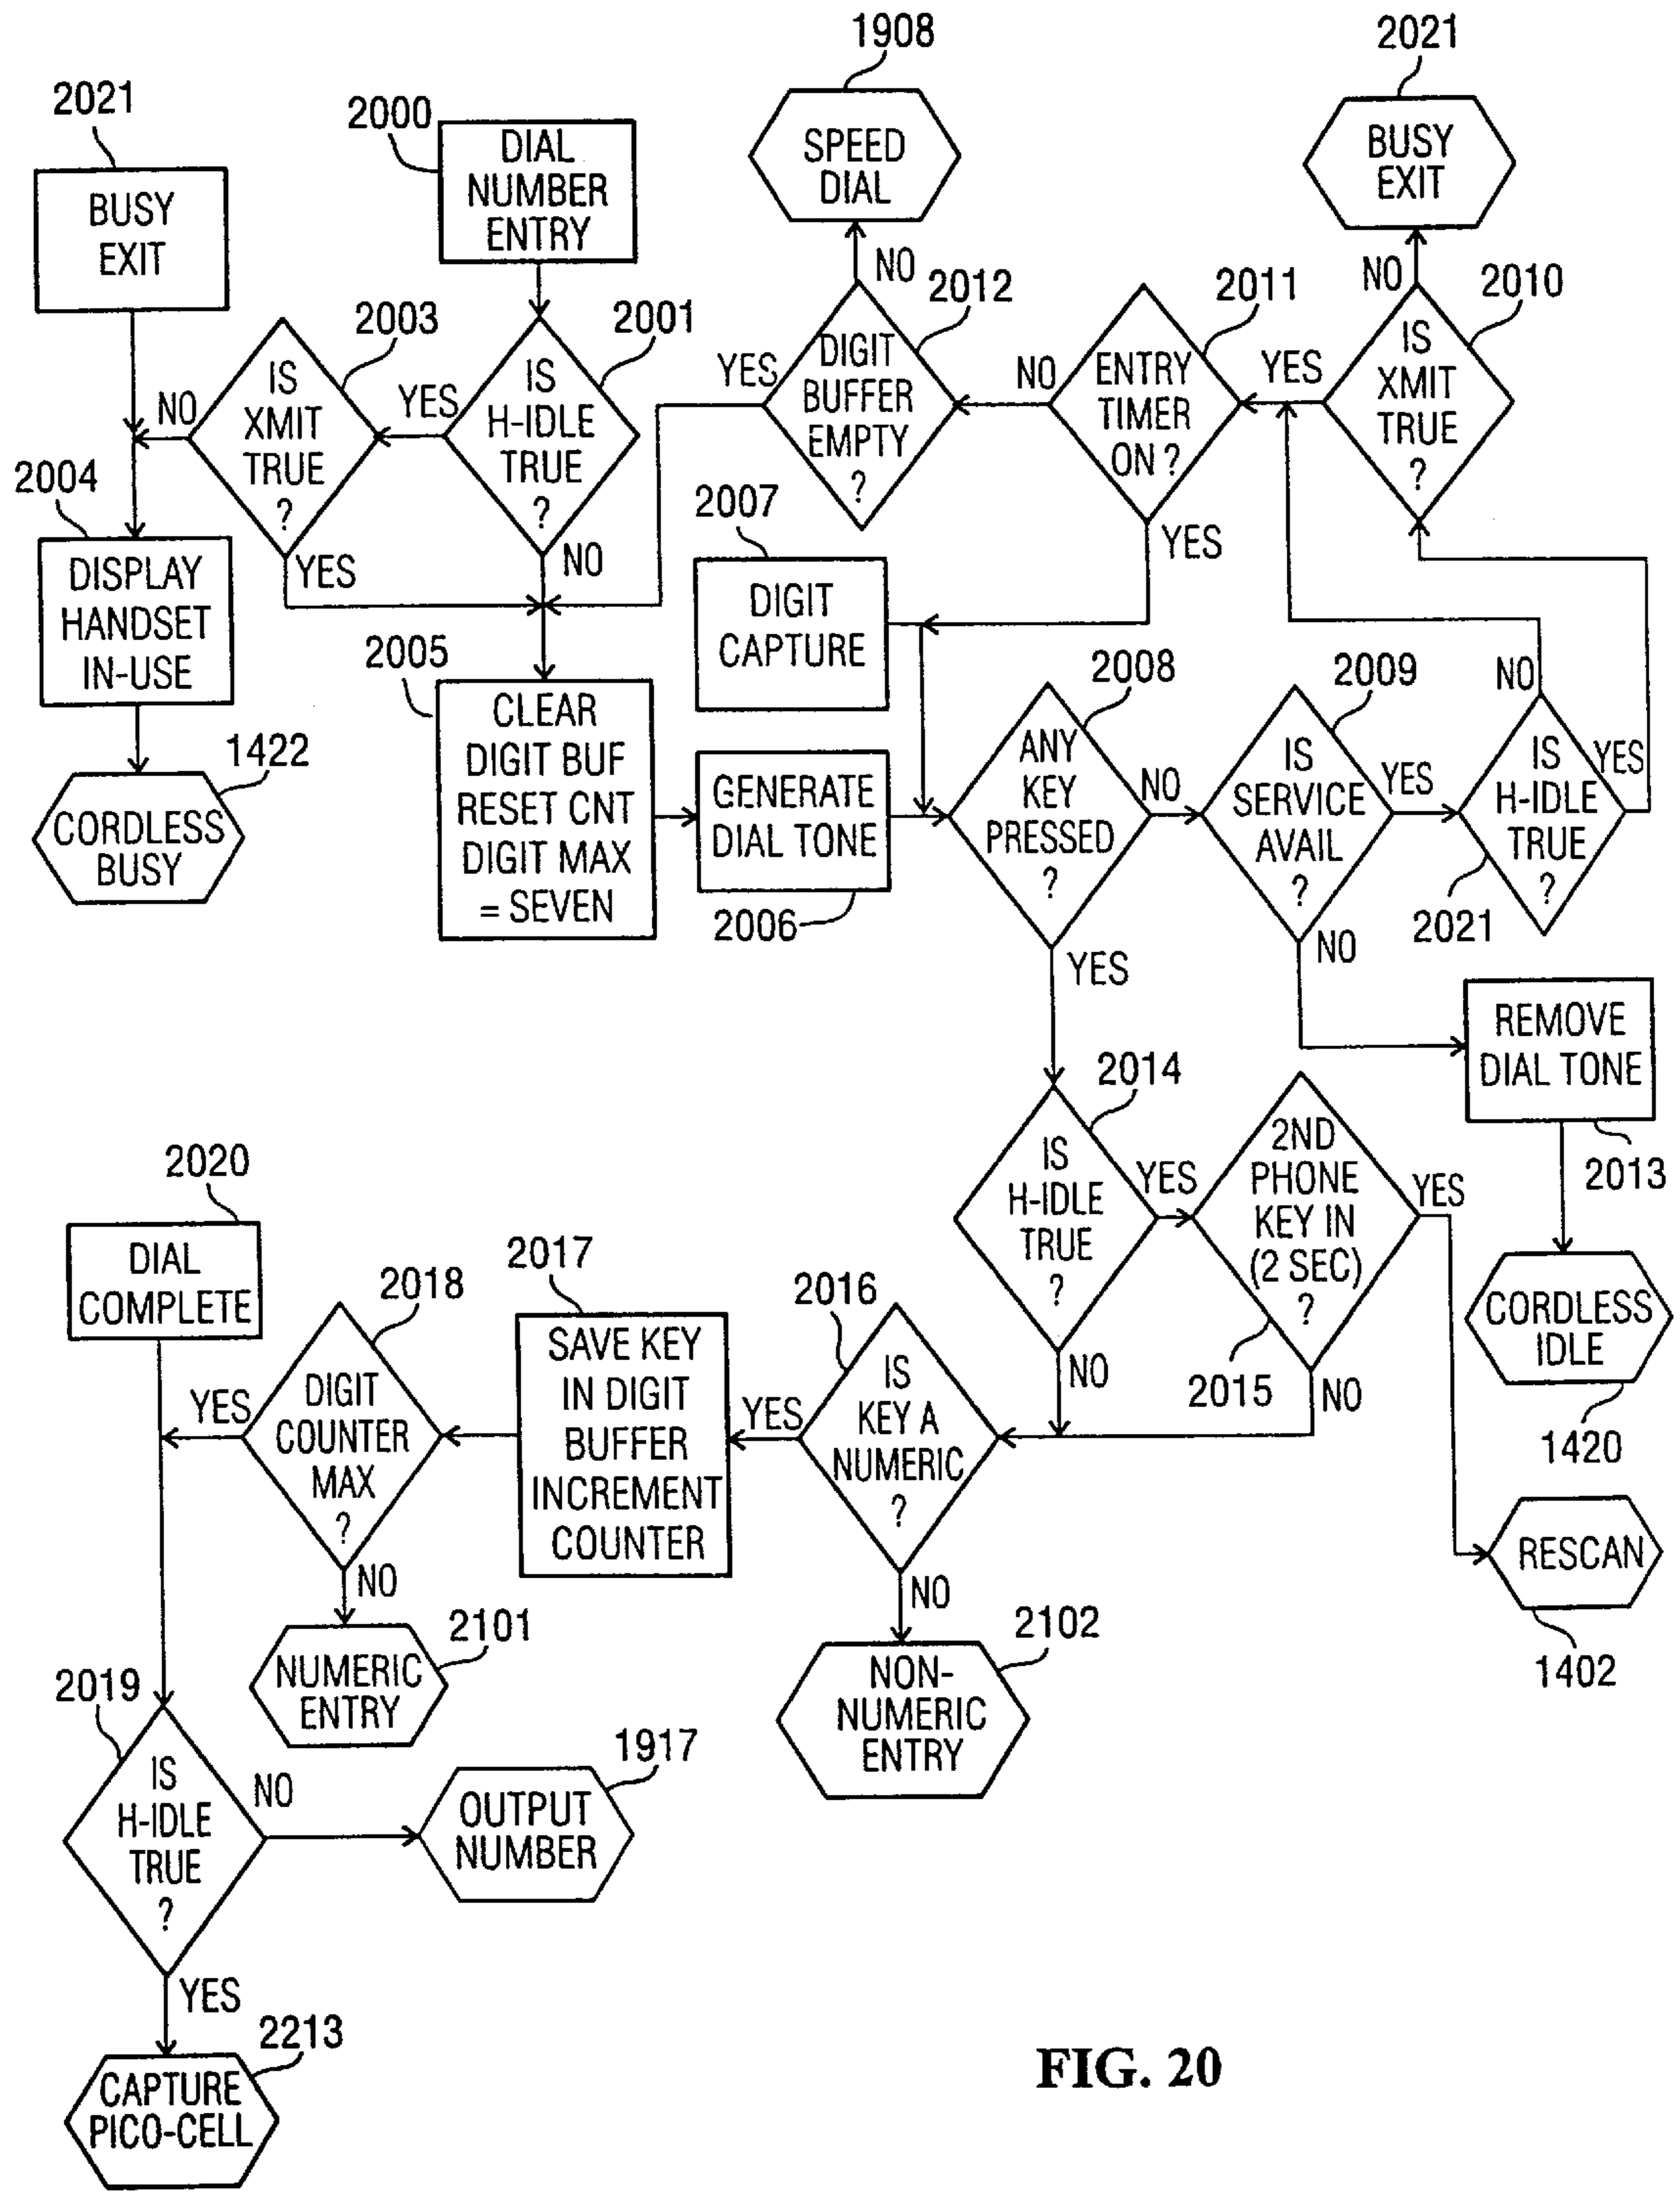 1908
SPEED
DIAL
2021
BUSY
EXIT
2021
BUSY
EXIT
2000
DIAL
NUMBER
ENTRY
NO
2012
DIGIT
BUFFER
EMPTY
?
YES
NO
2011
ENTRY
TIMER
ON ?
YES
YES
NO
2010
IS
XMIT
TRUE
?
2003
IS
XMIT
TRUE
?
NO
YES
2001
IS
H-IDLE
TRUE
?
YES
NO
2004
DISPLAY
HANDSET
IN-USE
1422
CORDLESS
BUSY
2005
CLEAR
DIGIT BUF
RESET CNT
DIGIT MAX
= SEVEN
2007
DIGIT
CAPTURE
GENERATE
DIAL TONE
2006
2008
ANY
KEY
PRESSED
?
NO
YES
2009
IS
SERVICE
AVAIL
?
YES
NO
NO
IS
H-IDLE
TRUE
?
YES
2021
REMOVE
DIAL TONE
2013
CORDLESS
IDLE
1420
2014
IS
H-IDLE
TRUE
?
YES
NO
2ND
PHONE
KEY IN
(2 SEC)
?
YES
2015
NO
RESCAN
1402
2020
DIAL
COMPLETE
2018
DIGIT
COUNTER
MAX
?
YES
NO
2017
SAVE KEY
IN DIGIT
BUFFER
INCREMENT
COUNTER
2016
IS
KEY A
NUMERIC
?
YES
NO
2101
NUMERIC
ENTRY
2102
NON-
NUMERIC
ENTRY
2019
IS
H-IDLE
TRUE
?
NO
YES
1917
OUTPUT
NUMBER
2213
CAPTURE
PICO-CELL
FIG. 20